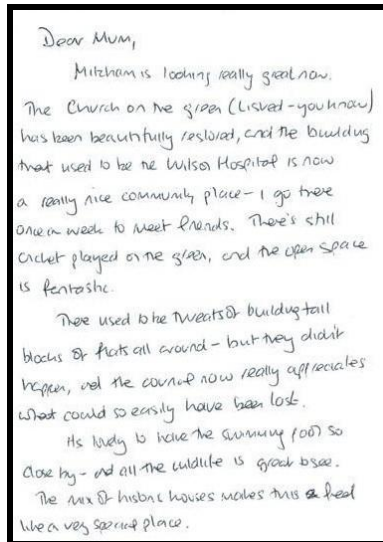 Dear Mum,
Mitcham is looking really great now.
The Church on the green (Listed - you know)
has been beautifully restored, and the building
that used to be the Wilson Hospital is now
a really nice community place - I go there
once a week to meet friends. There's still
cricket played on the green, and the open space
is fantastic.
There used to be threats of building tall
blocks of flats all around - but they didn't
happen, and the council now really appreciates
what could so easily have been lost.
It's lovely to have the swimming pool so
close by - and all the wildlife is great to see.
The mix of historic houses makes this feel
like a very special place.